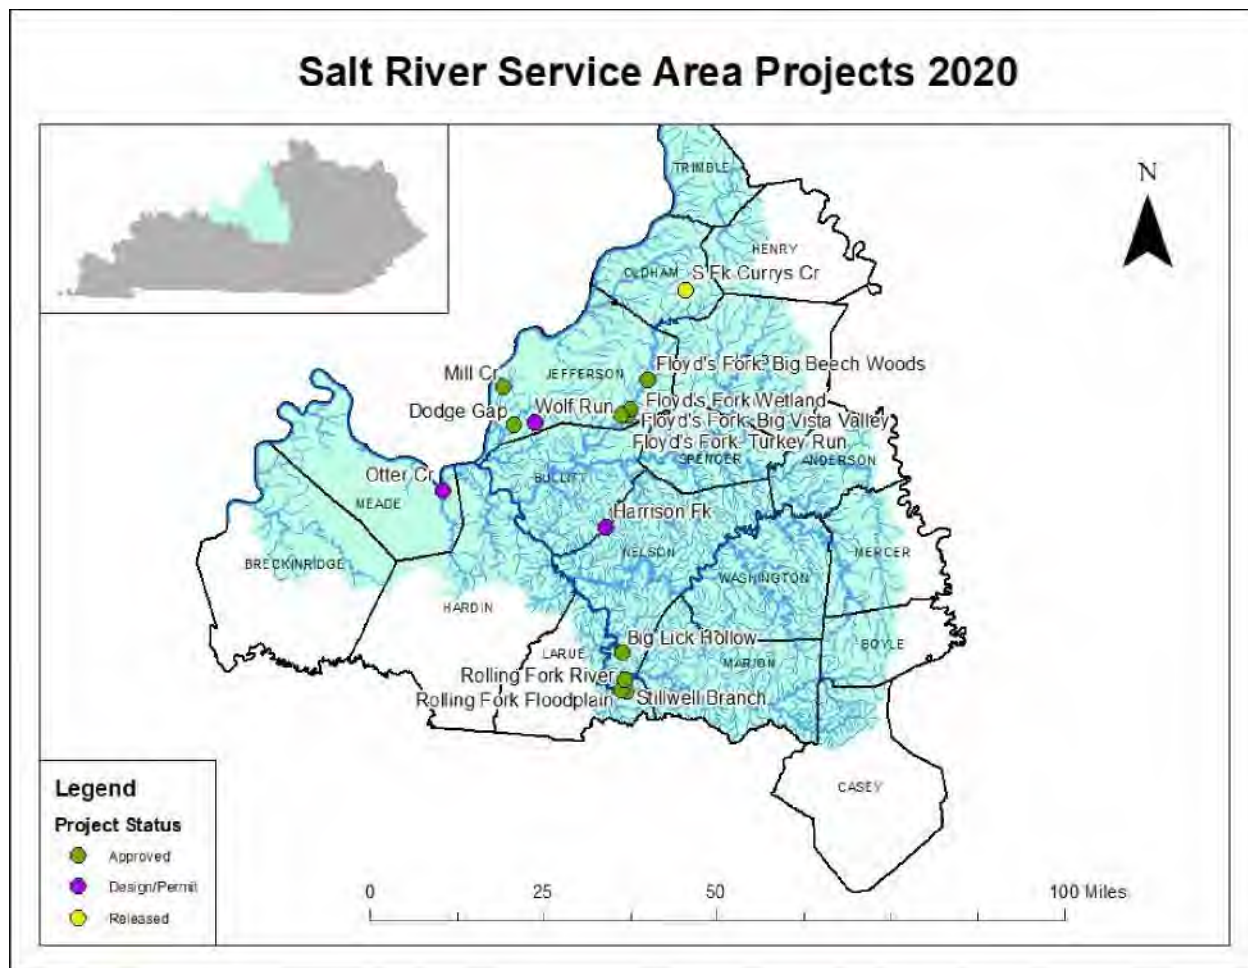 Salt River Service Area Projects 2020
N
TRIMBLE
HENRY
OLDHAM
S Fk Currys Cr
JEFFERSON
Floyd's Fork- Big Beech Woods
Mill Cr
Dodge Gap
Wolf Run
Floyd's Fork Wetland
Floyd's Fork- Big Vista Valley
Floyd's Fork- Turkey Run
SPENCER
ANDERSON
Otter Cr
MEADE
BULLITT
Harrison Fk
NELSON
MERCER
BRECKINRIDGE
WASHINGTON
HARDIN
Big Lick Hollow
LARUE
BOYLE
MARION
Rolling Fork River
Rolling Fork Floodplain
Stillwell Branch
CASEY
Legend
Project Status
Approved
Design/Permit
Released
0 25 50 100 Miles